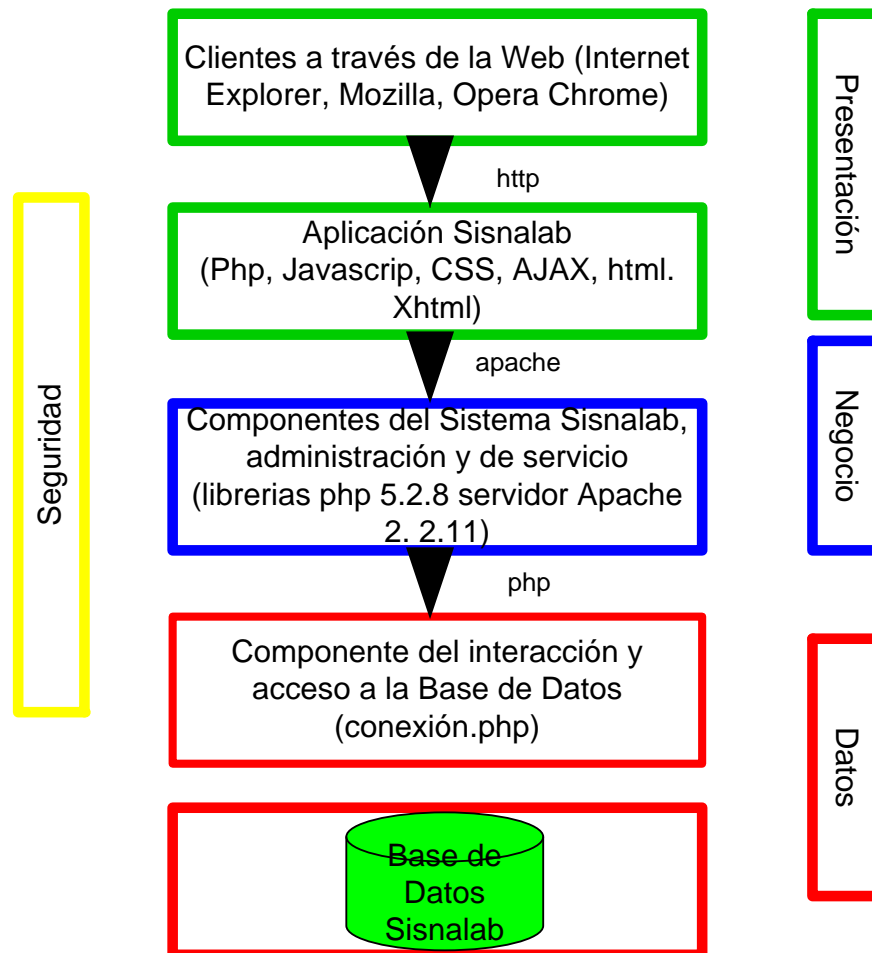 Clientes a través de la Web (Internet
Explorer, Mozilla, Opera Chrome)
http
Aplicación Sisnalab
(Php, Javascrip, CSS, AJAX, html.
Xhtml)
apache
Componentes del Sistema Sisnalab,
administración y de servicio
(librerias php 5.2.8 servidor Apache
2. 2.11)
php
Componente del interacción y
acceso a la Base de Datos
(conexión.php)
Base de
Datos
Sisnalab
Seguridad
Presentación
Negocio
Datos